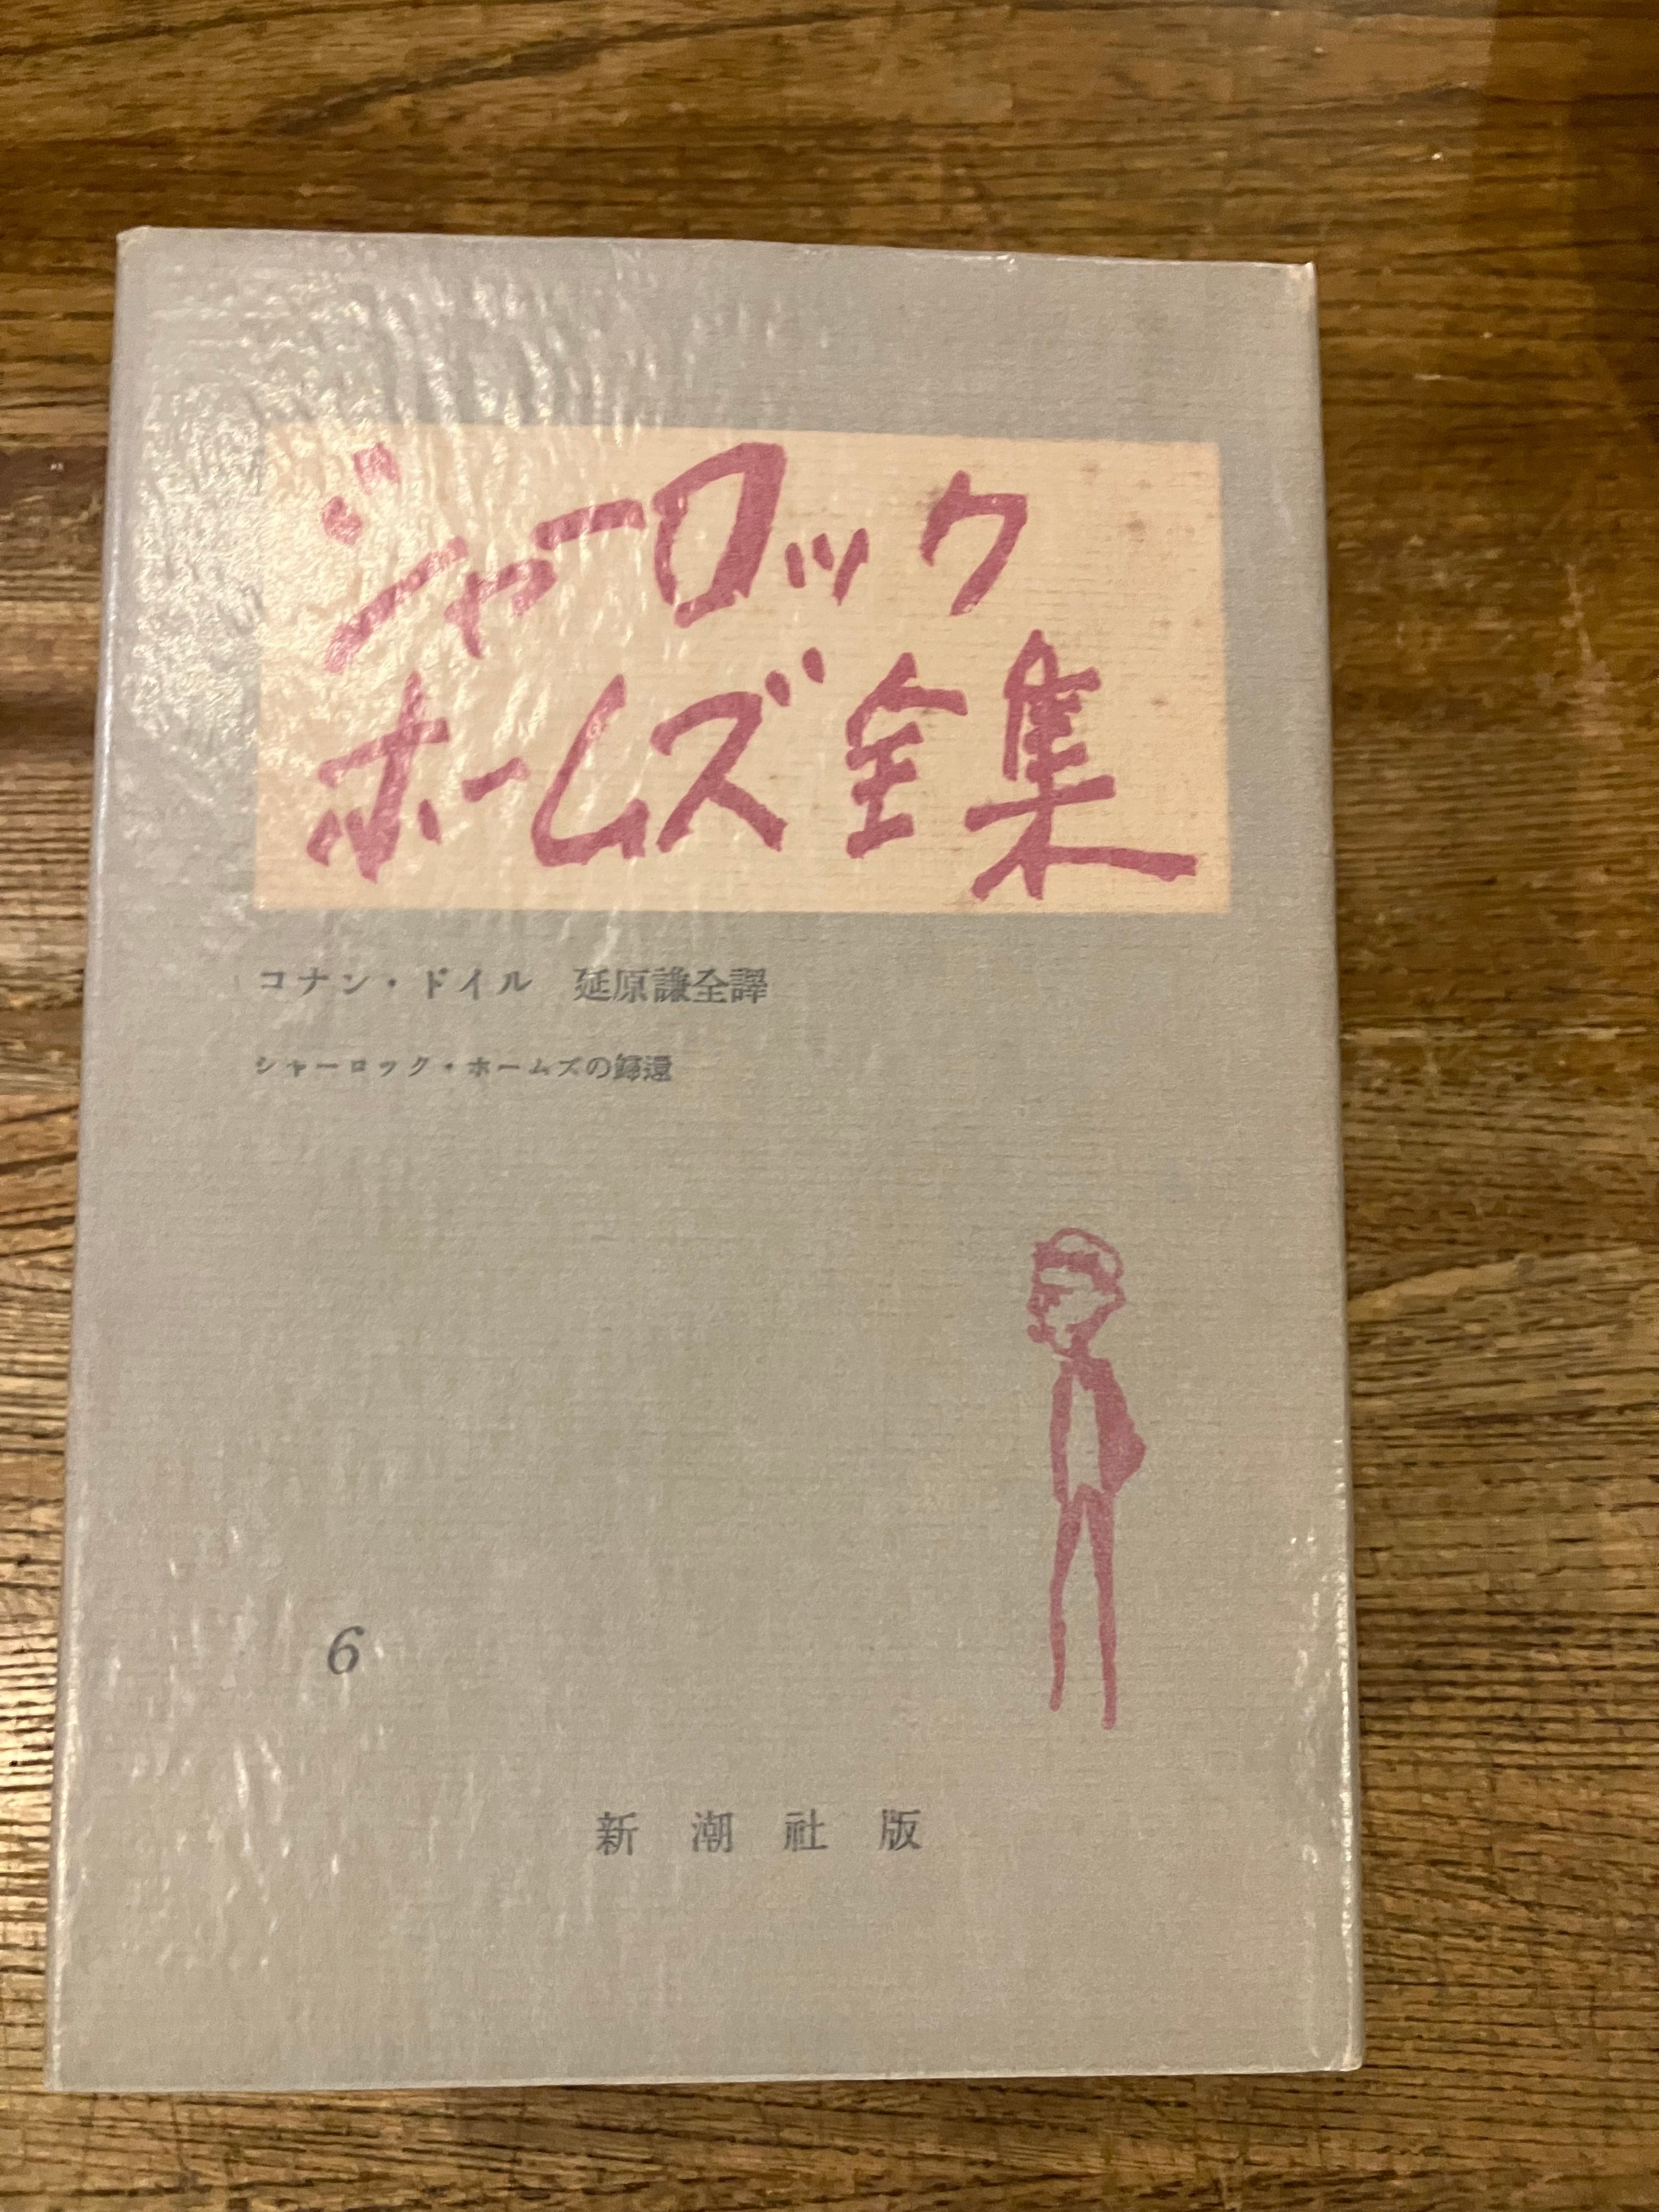 シャーロック
ホームズ全集
コナン・ドイル　延原謙全譯
シャーロック・ホームズの歸還
6
新潮社版